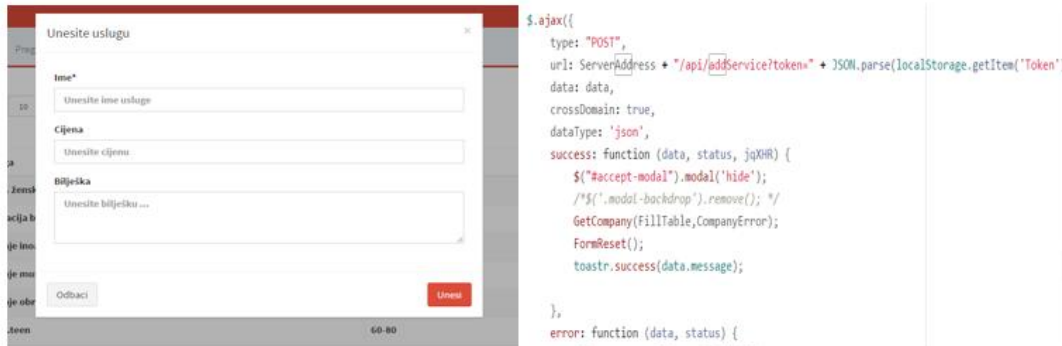 Unesite uslugu
×
Ime*
Unesite ime usluge
10
Cijena
Unesite cijenu
Bilješka
Unesite bilješku ...
Odbaci
Unesi
60-80
$.ajax({
type: "POST",
url: ServerAddress + "/api/addService?token=" + JSON.parse(localStorage.getItem('Token'
data: data,
crossDomain: true,
dataType: 'json',
success: function (data, status, jqXHR) {
$("#accept-modal").modal('hide');
/*$('.modal-backdrop').remove(); */
GetCompany(FillTable,CompanyError);
FormReset();
toastr.success(data.message);
},
error: function (data, status) {